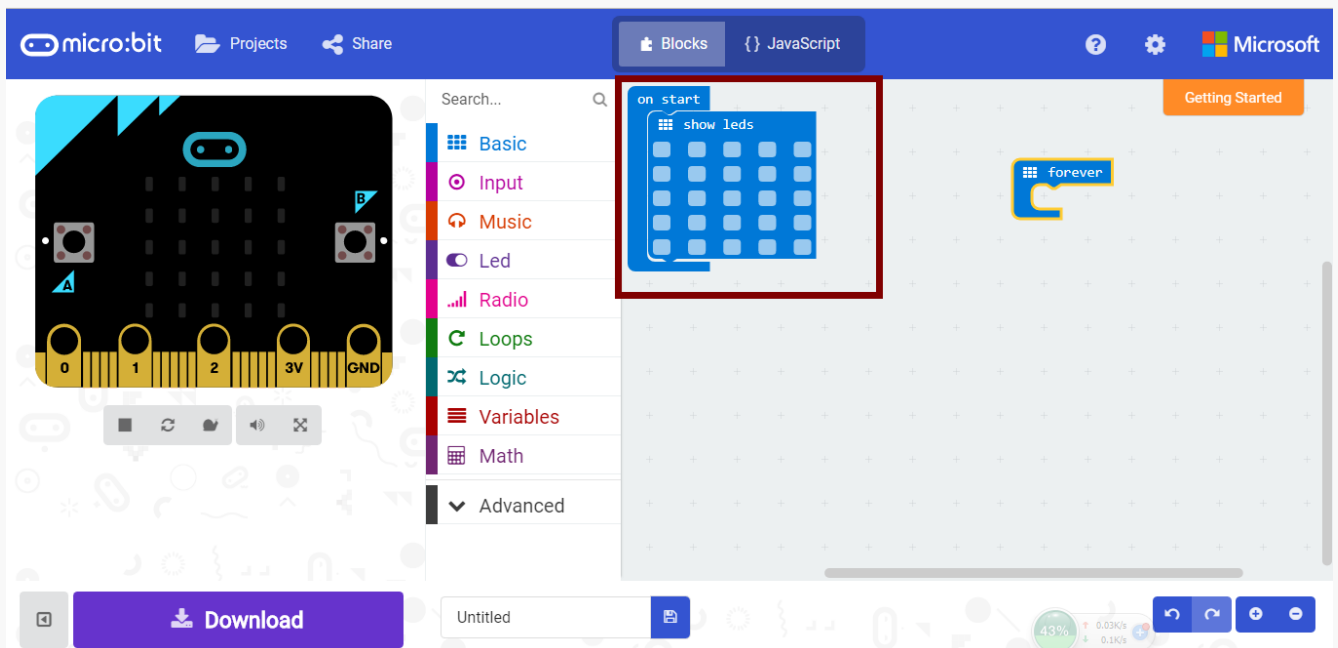 micro:bit Projects Share Blocks {} JavaScript ? Microsoft
Search...
Basic
Input
Music
Led
Radio
Loops
Logic
Variables
Math
Advanced
on start
show leds
forever
Getting Started
B
A
0 1 2 3V GND
Download
Untitled
43% 0.03K/s
0.1K/s